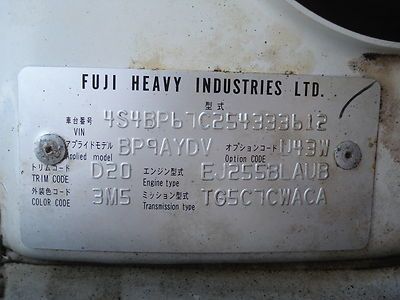 FUJI HEAVY INDUSTRIES LTD.
型式
車台番号 4S4BP67C254333612
VIN
アプライドモデル BP9AYDV オプションコード U43W
applied model Option CODE
トリムコード D20 エンジン型式 EJ255BLAUB
TRIM CODE Engine type
外装色コード 3M5 ミッション型式 TG5C7CWACA
COLOR CODE Transmission type